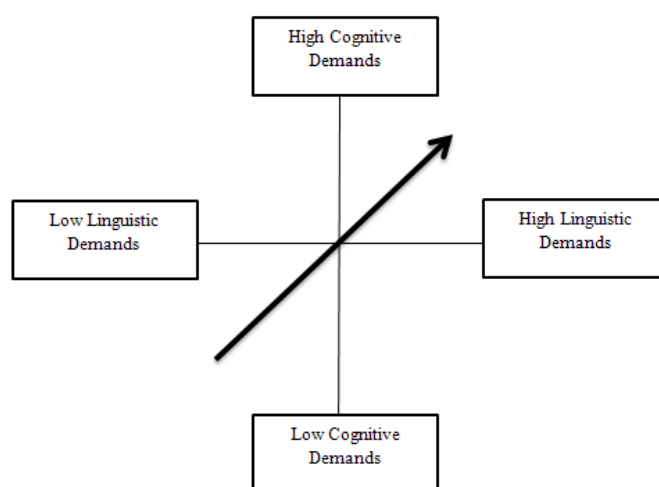 High Cognitive
Demands
Low Linguistic
Demands
High Linguistic
Demands
Low Cognitive
Demands